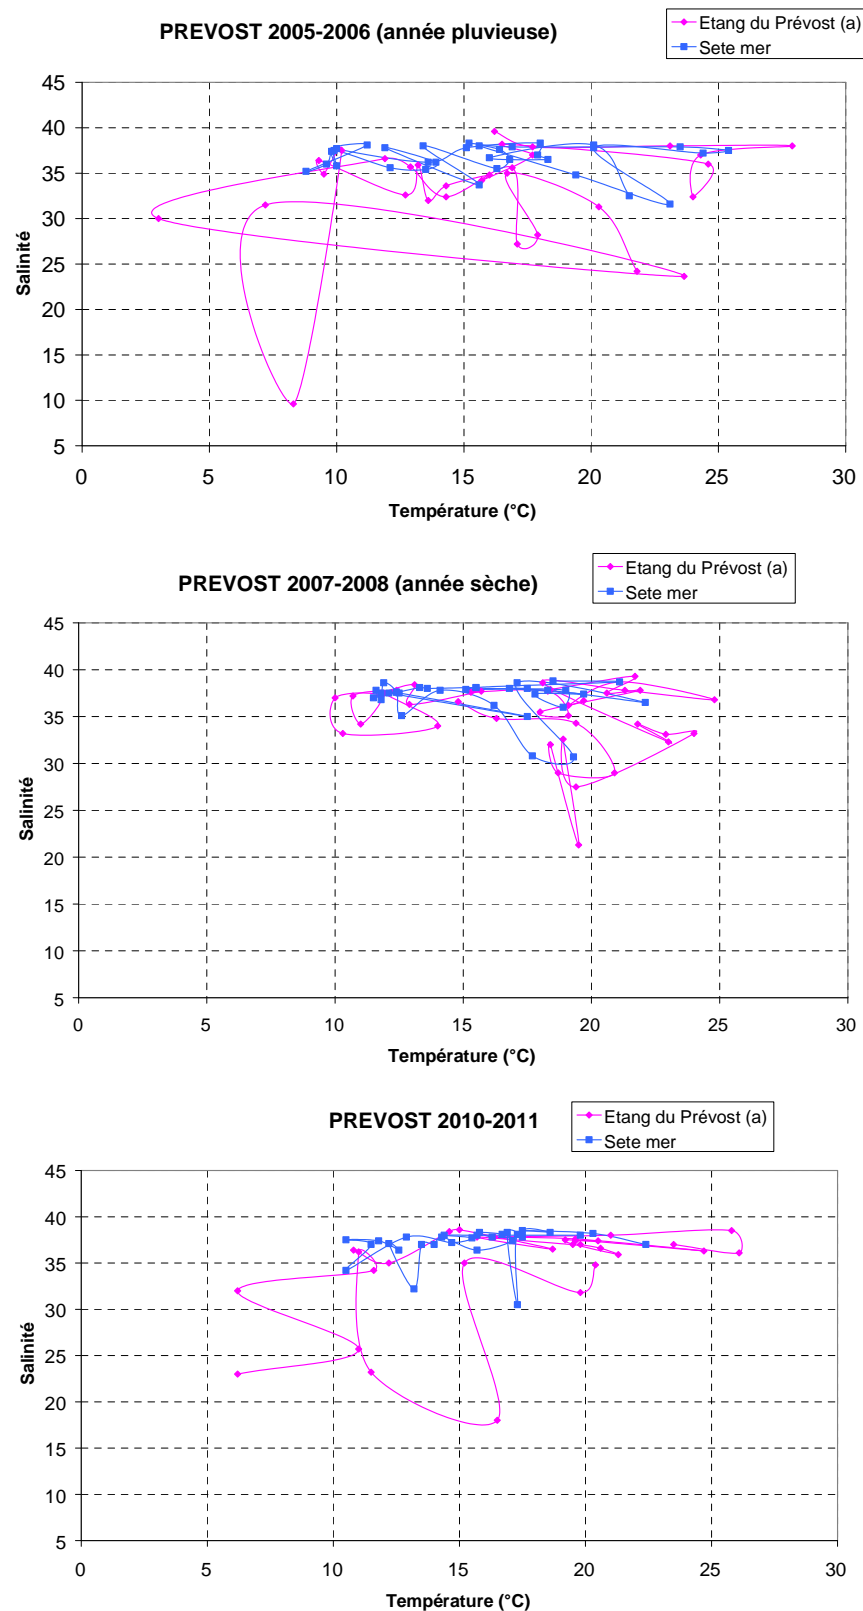 PREVOST 2005-2006 (année pluvieuse)
Etang du Prévost (a)
Sete mer
45
40
35
30
25
20
15
10
5
Salinité
0 5 10 15 20 25 30
Température (°C)
PREVOST 2007-2008 (année sèche)
Etang du Prévost (a)
Sete mer
45
40
35
30
25
20
15
10
5
Salinité
0 5 10 15 20 25 30
Température (°C)
PREVOST 2010-2011
Etang du Prévost (a)
Sete mer
45
40
35
30
25
20
15
10
5
Salinité
0 5 10 15 20 25 30
Température (°C)